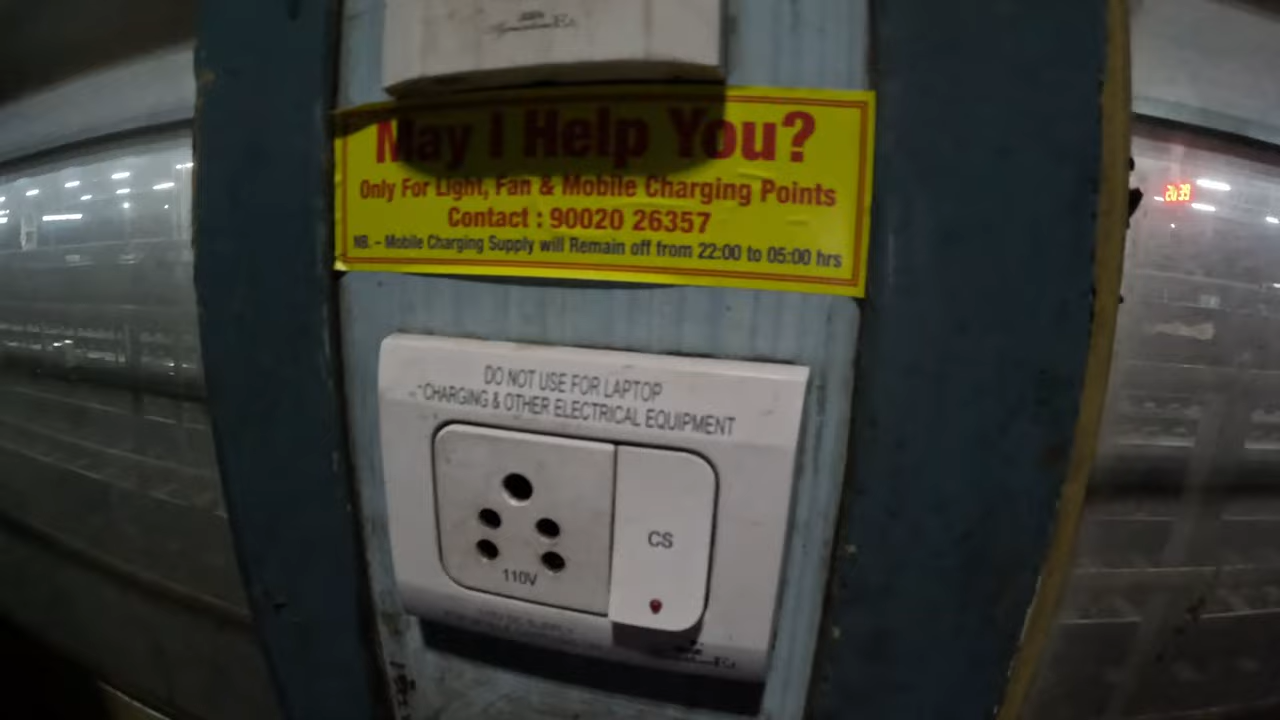 May I Help You?
Only For Light, Fan & Mobile Charging Points
Contact : 90020 26357
NB. – Mobile Charging Supply will Remain off from 22:00 to 05:00 hrs
DO NOT USE FOR LAPTOP
CHARGING & OTHER ELECTRICAL EQUIPMENT
CS
110V